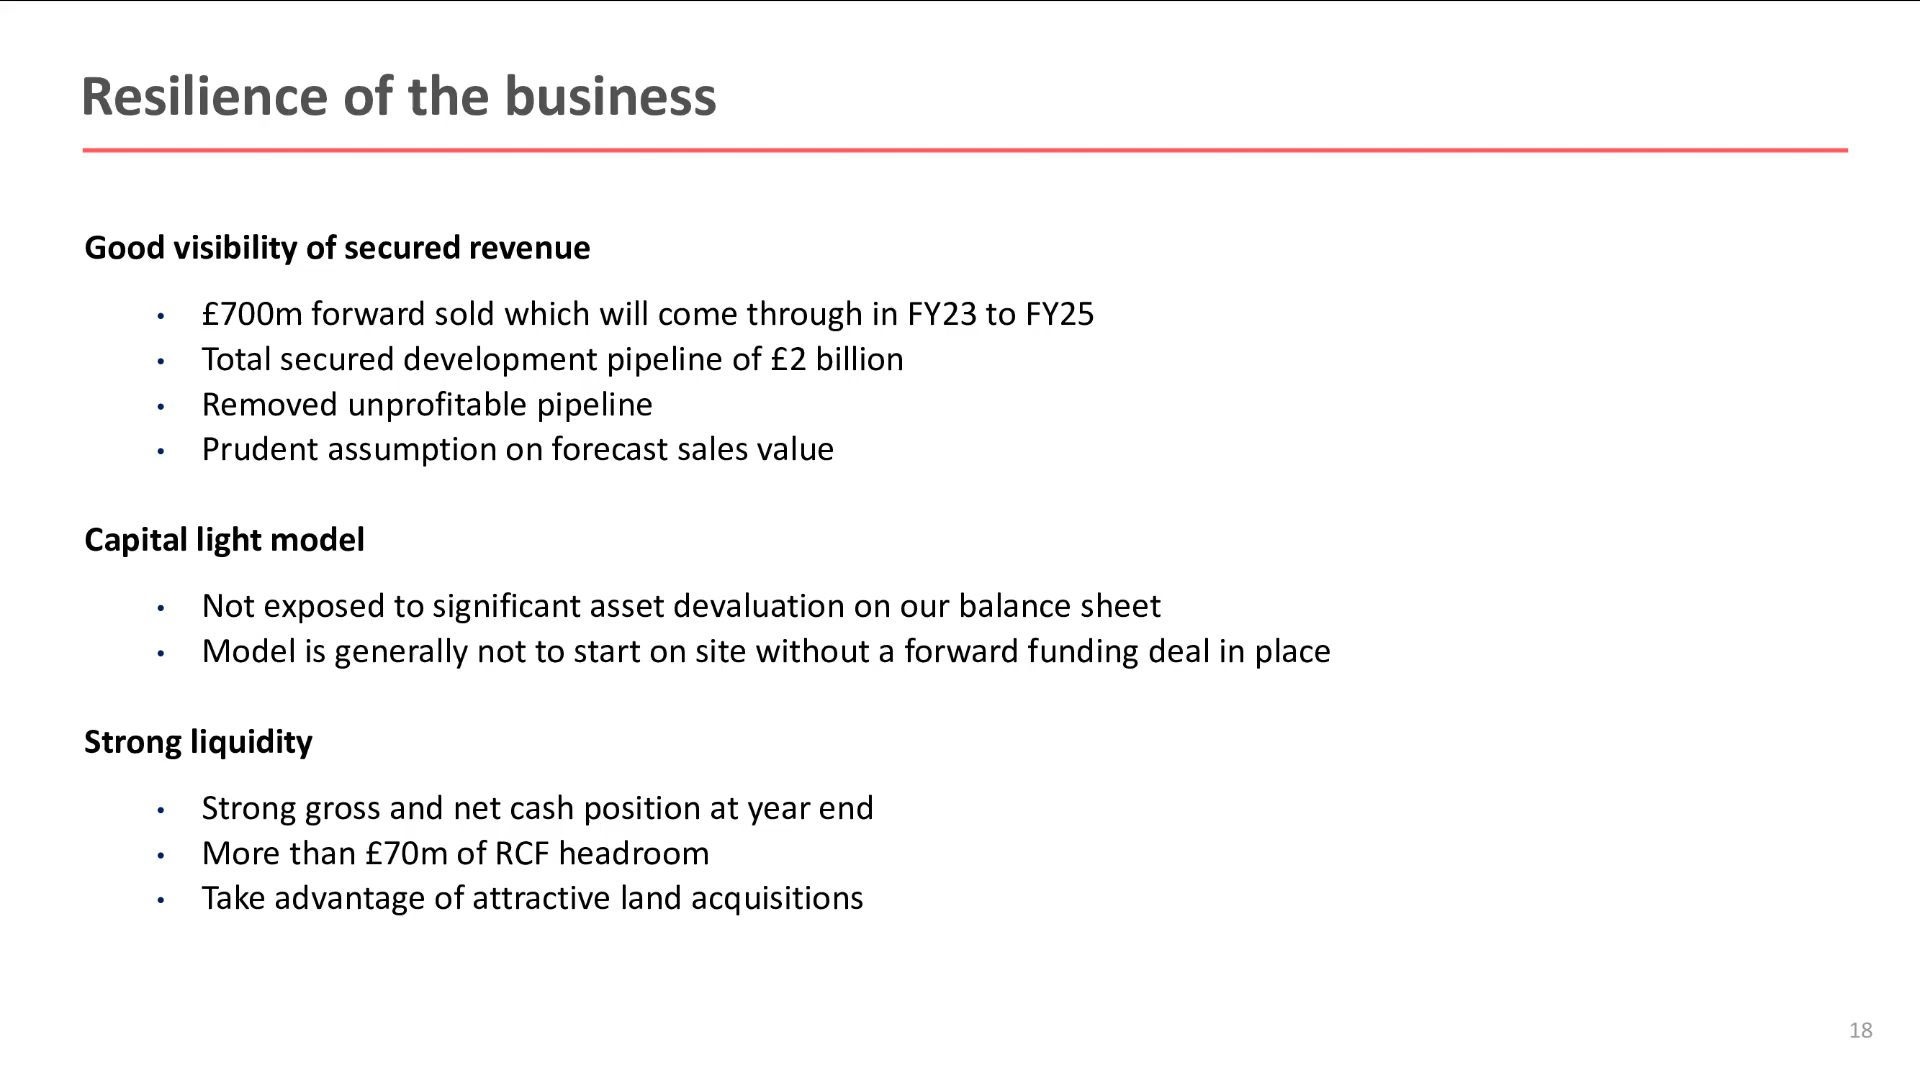 Resilience of the business
Good visibility of secured revenue
• £700m forward sold which will come through in FY23 to FY25
• Total secured development pipeline of £2 billion
• Removed unprofitable pipeline
• Prudent assumption on forecast sales value
Capital light model
• Not exposed to significant asset devaluation on our balance sheet
• Model is generally not to start on site without a forward funding deal in place
Strong liquidity
• Strong gross and net cash position at year end
• More than £70m of RCF headroom
• Take advantage of attractive land acquisitions
18